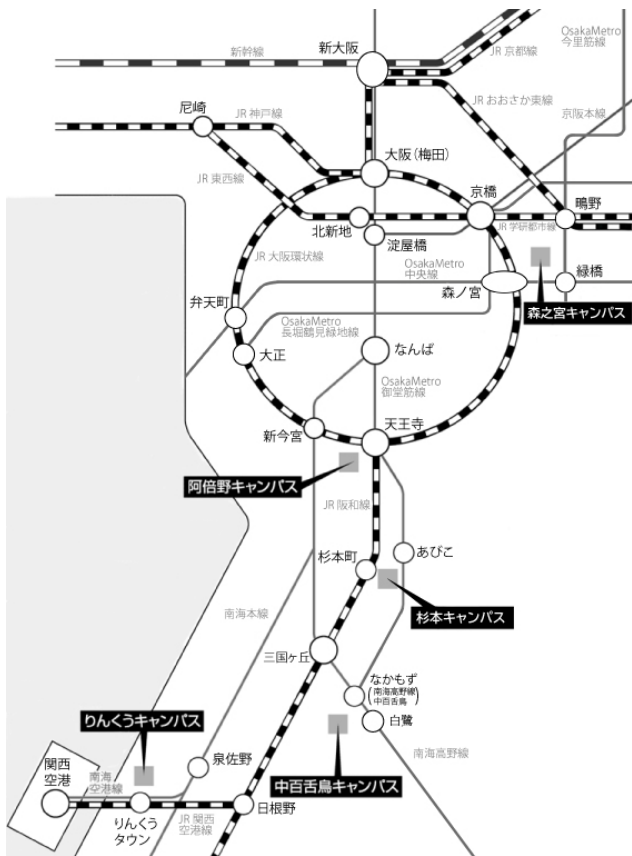 OsakaMetro
今里筋線
新大阪
新幹線
JR 京都線
JR おおさか東線
尼崎
JR 神戸線
京阪本線
大阪(梅田)
JR 東西線
京橋
鴫野
北新地
淀屋橋
JR 学研都市線
JR 大阪環状線
OsakaMetro
中央線
森ノ宮
緑橋
弁天町
森之宮キャンパス
OsakaMetro
長堀鶴見緑地線
なんば
大正
OsakaMetro
御堂筋線
新今宮
天王寺
阿倍野キャンパス
JR 阪和線
杉本町
あびこ
南海本線
杉本キャンパス
三国ヶ丘
なかもず
(南海高野線)
中百舌鳥
りんくうキャンパス
白鷺
南海高野線
関西
空港
南海
空港線
泉佐野
中百舌鳥キャンパス
りんくう
タウン
JR 関西
空港線
日根野